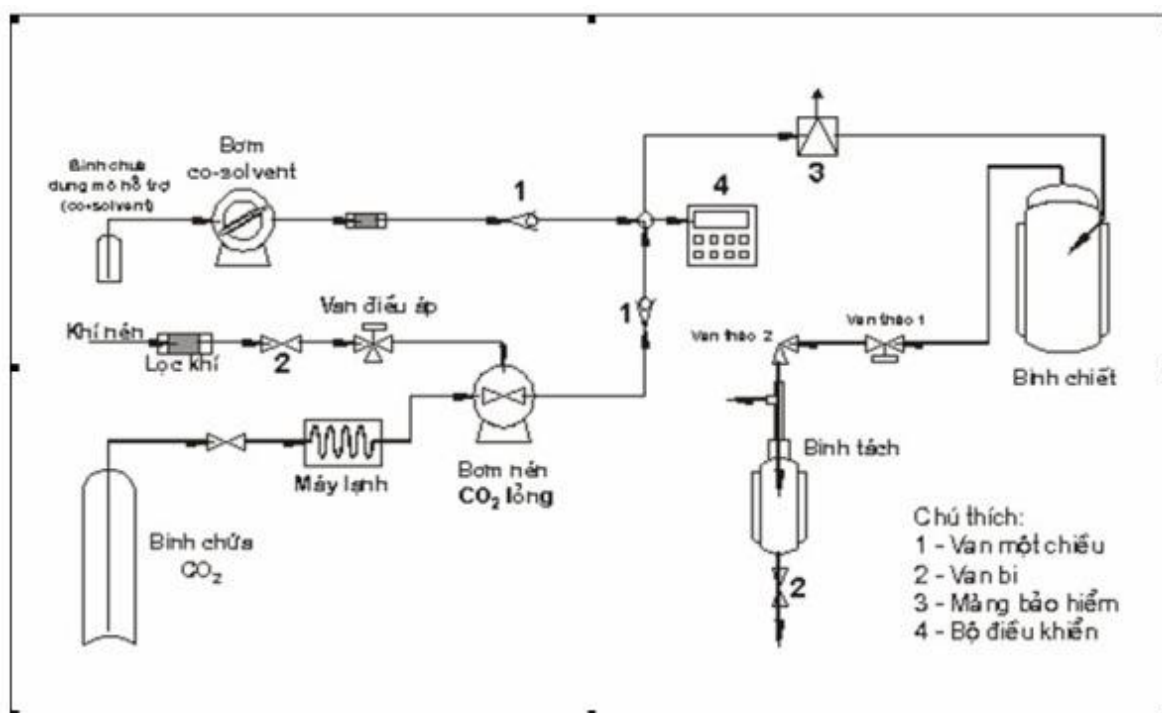 Bình chứa
dung mô hỗ trợ
(co-solvent)
Bơm
co-solvent
1
4
3
Khí nén
Lọc khí
2
Van điều áp
1
Van tháo 2
Van tháo 1
Bình chiết
Bơm nén
CO₂ lỏng
Máy lạnh
Bình chứa
CO₂
Bình tách
2
Chú thích:
1 - Van một chiều
2 - Van bi
3 - Màng bảo hiểm
4 - Bộ điều khiển